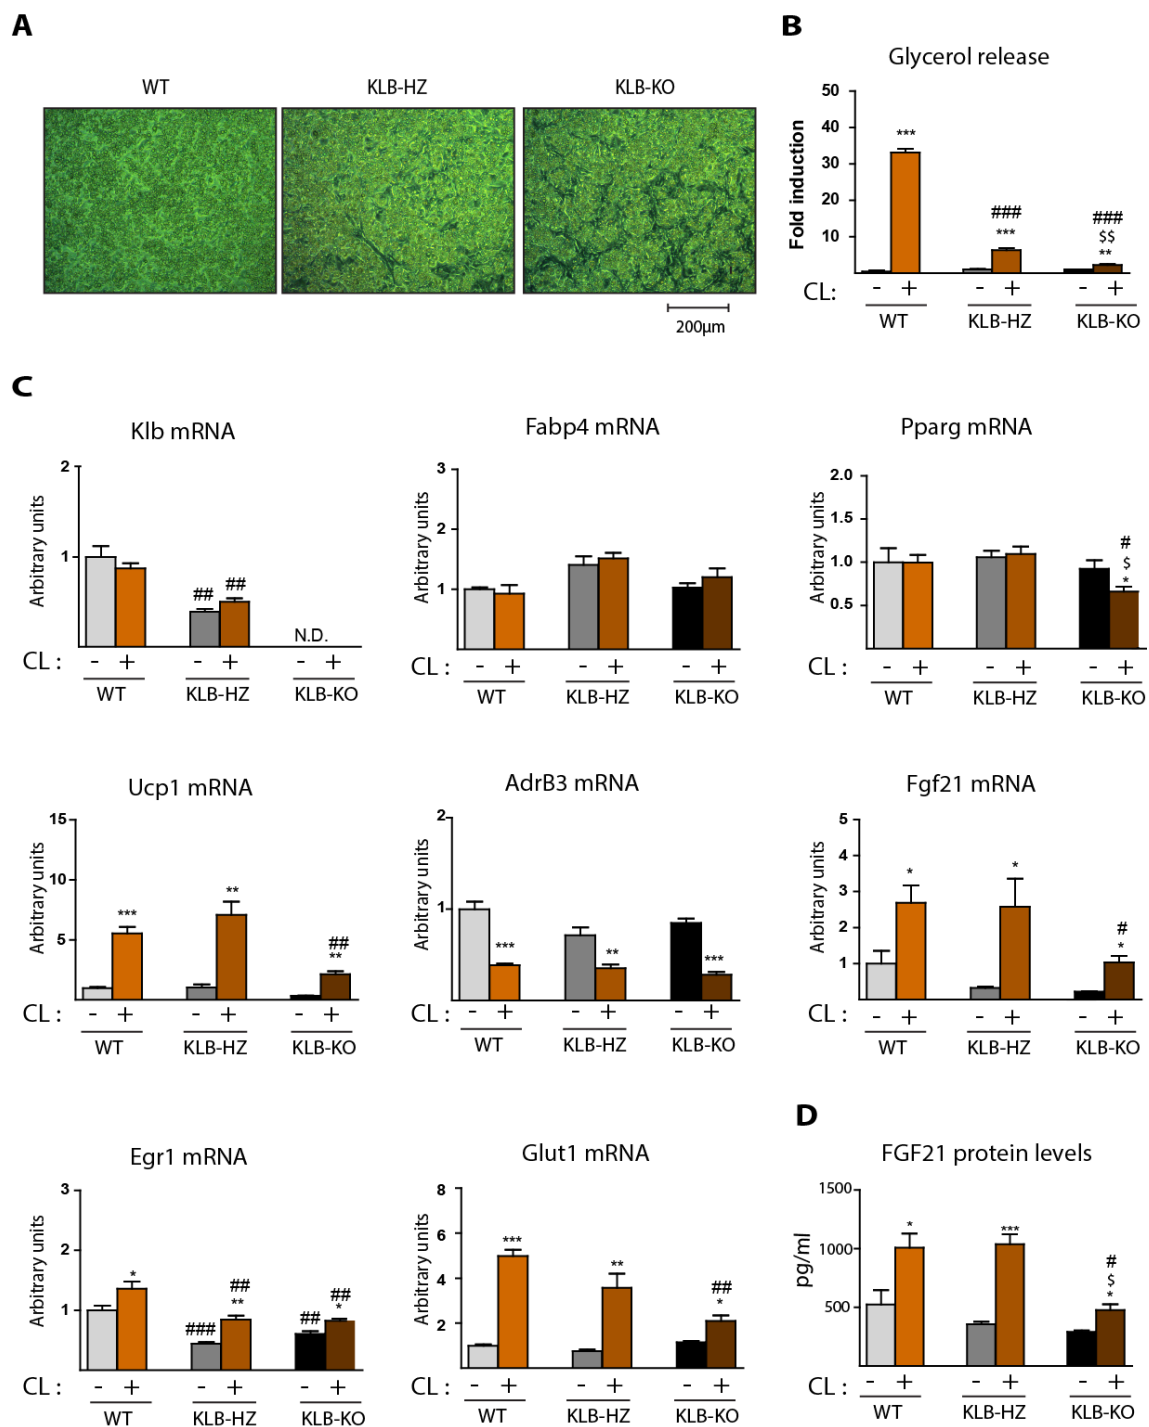 A
WT
KLB-HZ
KLB-KO
200µm
B
Glycerol release
Fold induction
50
40
30
20
10
***
###
***
###
$$
**
CL: - + - + - +
WT KLB-HZ KLB-KO
C
Klb mRNA
Arbitrary units
2
1
##
##
N.D.
CL : - + - + - +
WT KLB-HZ KLB-KO
Fabp4 mRNA
Arbitrary units
3
2
1
- + - + - +
WT KLB-HZ KLB-KO
Pparg mRNA
Arbitrary units
2.0
1.5
1.0
0.5
#
$
*
CL : - + - + - +
WT KLB-HZ KLB-KO
Ucp1 mRNA
Arbitrary units
15
10
5
***
**
##
**
CL : - + - + - +
WT KLB-HZ KLB-KO
AdrB3 mRNA
Arbitrary units
2
1
***
**
***
- + - + - +
WT KLB-HZ KLB-KO
Fgf21 mRNA
Arbitrary units
5
4
3
2
1
*
*
#
*
CL : - + - + - +
WT KLB-HZ KLB-KO
Egr1 mRNA
Arbitrary units
3
2
1
*
###
##
**
##
##
*
CL : - + - + - +
WT KLB-HZ KLB-KO
Glut1 mRNA
Arbitrary units
8
6
4
2
***
**
##
*
- + - + - +
WT KLB-HZ KLB-KO
D
FGF21 protein levels
pg/ml
1500
1000
500
*
***
#
$
*
CL : - + - + - +
WT KLB-HZ KLB-KO